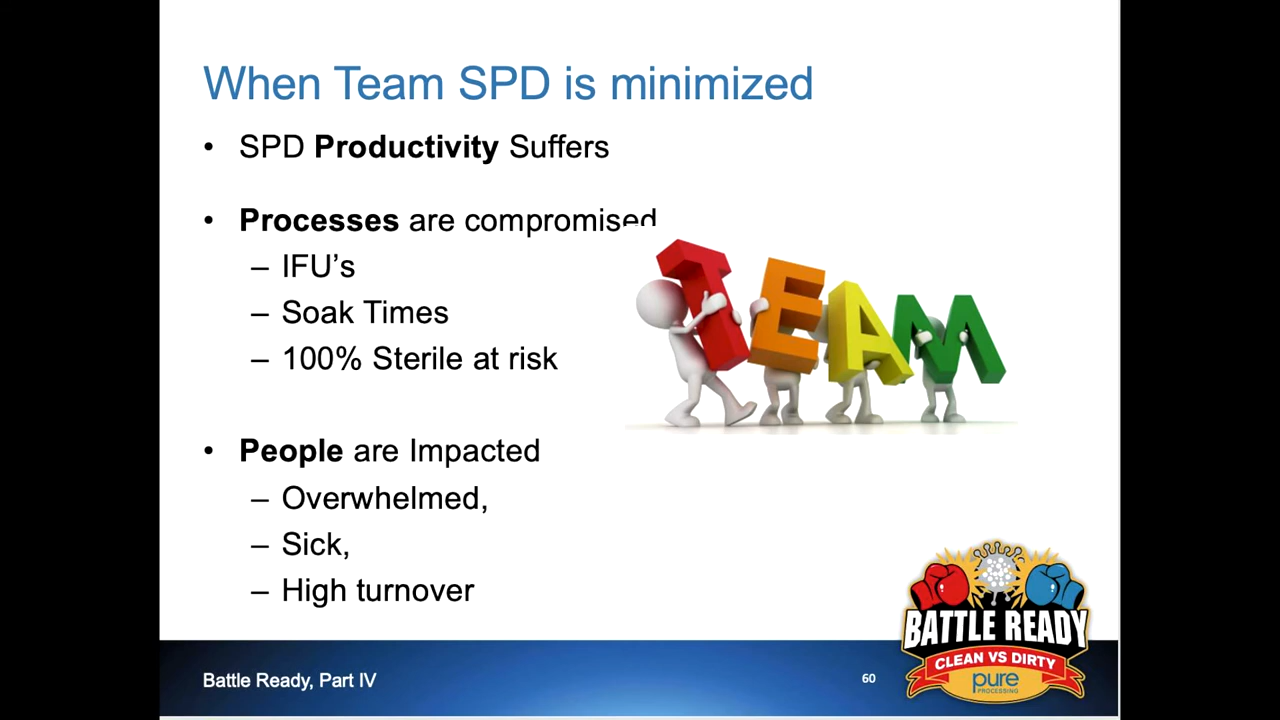 When Team SPD is minimized
• SPD Productivity Suffers
• Processes are compromised
– IFU's
– Soak Times
– 100% Sterile at risk
TEAM
• People are Impacted
– Overwhelmed,
– Sick,
– High turnover
BATTLE READY
CLEAN VS DIRTY
pure
PROCESSING
Battle Ready, Part IV
60